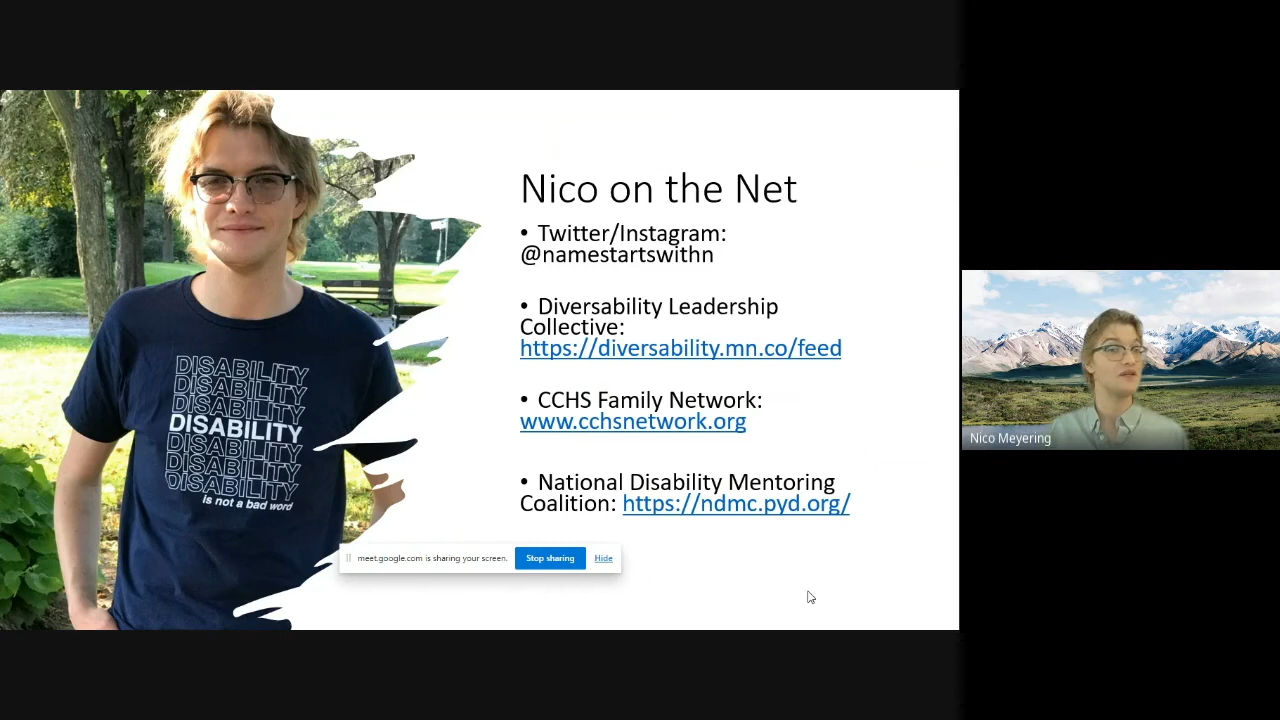 Nico on the Net
• Twitter/Instagram:
@namestartswithn
• Diversability Leadership
Collective:
https://diversability.mn.co/feed
• CCHS Family Network:
www.cchsnetwork.org
• National Disability Mentoring
Coalition: https://ndmc.pyd.org/
DISABILITY
DISABILITY
DISABILITY
DISABILITY
DISABILITY
DISABILITY
DISABILITY
is not a bad word
meet.google.com is sharing your screen.
Stop sharing
Hide
Nico Meyering